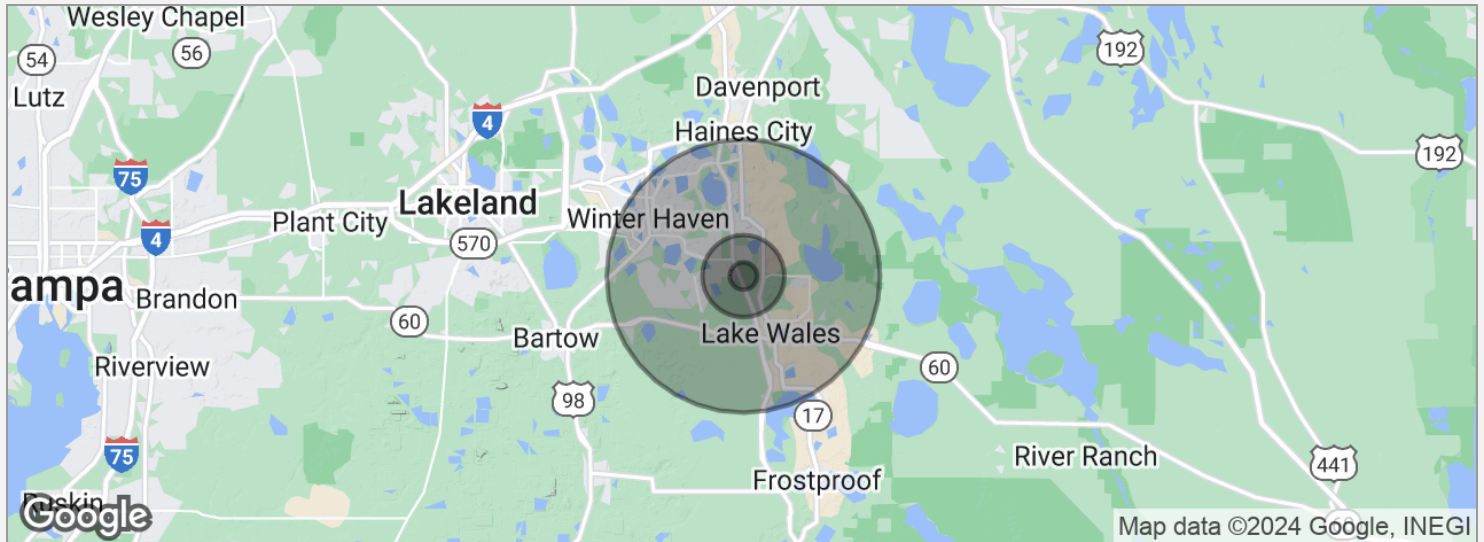 Wesley Chapel
56
54
Lutz
192
Davenport
4
Haines City
192
75
Lakeland
Plant City
Winter Haven
4
570
ampa
Brandon
60
Bartow
Lake Wales
Riverview
60
98
17
75
River Ranch
441
Frostproof
Ruskin
Google
60
Map data ©2024 Google, INEGI